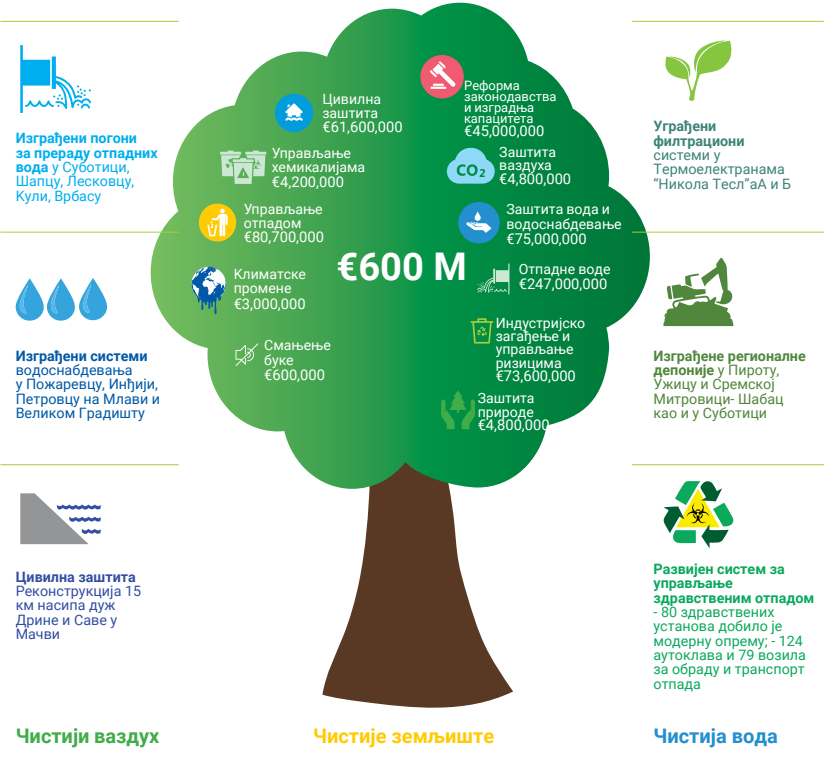 Изграђени погони
за прераду отпадних
вода у Суботици,
Шапцу, Лесковцу,
Кули, Врбасу
Изграђени системи
водоснабдевања
у Пожаревцу, Инђији,
Петровцу на Млави и
Великом Градишту
Цивилна заштита
Реконструкција 15
км насипа дуж
Дрине и Саве у
Мачви
Цивилна
заштита
€61,600,000
Управљање
хемикалијама
€4,200,000
Управљање
отпадом
€80,700,000
Климатске
промене
€3,000,000
Смањење
буке
€600,000
€600 M
Реформа
законодавства
и изградња
капацитета
€45,000,000
CO₂
Заштита
ваздуха
€4,800,000
Заштита вода и
водоснабдевање
€75,000,000
Отпадне воде
€247,000,000
Индустријско
загађење и
управљање
ризицима
€73,600,000
Заштита
природе
€4,800,000
Уграђени
филтрациони
системи у
Термоелектранама
“Никола Тесл”аА и Б
Изграђене регионалне
депоније у Пироту,
Ужицу и Сремској
Митровици- Шабац
као и у Суботици
Развијен систем за
управљање
здравственим отпадом
- 80 здравствених
установа добило је
модерну опрему; - 124
аутоклава и 79 возила
за обраду и транспорт
отпада
Чистији ваздух
Чистије земљиште
Чистија вода